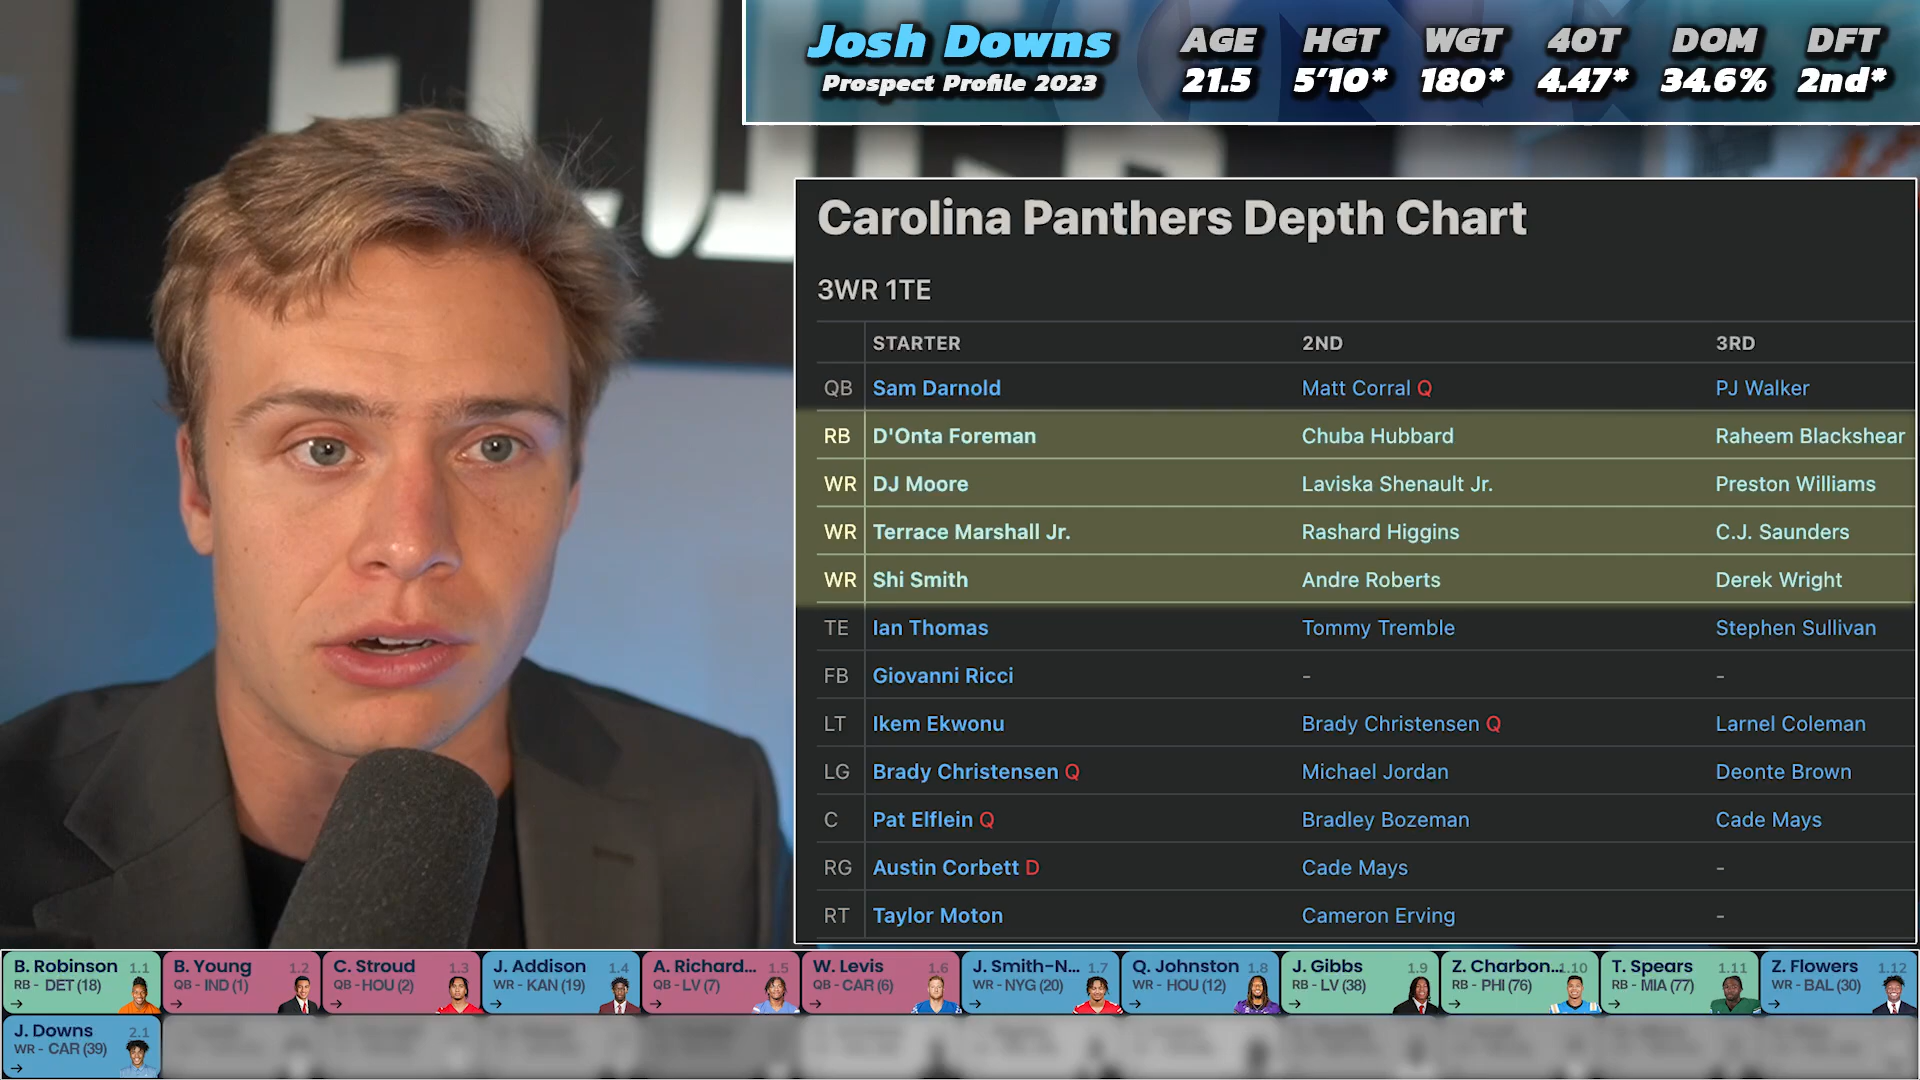 Josh Downs
Prospect Profile 2023
AGE HGT WGT 40T DOM DFT
21.5 5'10* 180* 4.47* 34.6% 2nd*
Carolina Panthers Depth Chart
3WR 1TE
STARTER 2ND 3RD
QB Sam Darnold Matt Corral Q PJ Walker
RB D'Onta Foreman Chuba Hubbard Raheem Blackshear
WR DJ Moore Laviska Shenault Jr. Preston Williams
WR Terrace Marshall Jr. Rashard Higgins C.J. Saunders
WR Shi Smith Andre Roberts Derek Wright
TE Ian Thomas Tommy Tremble Stephen Sullivan
FB Giovanni Ricci - -
LT Ikem Ekwonu Brady Christensen Q Larnel Coleman
LG Brady Christensen Q Michael Jordan Deonte Brown
C Pat Elflein Q Bradley Bozeman Cade Mays
RG Austin Corbett D Cade Mays -
RT Taylor Moton Cameron Erving -
B. Robinson 1.1 B. Young 1.2 C. Stroud 1.3 J. Addison 1.4 A. Richard... 1.5 W. Levis 1.6 J. Smith-N... 1.7 Q. Johnston 1.8 J. Gibbs 1.9 Z. Charbon... 1.10 T. Spears 1.11 Z. Flowers 1.12
RB - DET (18) QB - IND (1) QB - HOU (2) WR - KAN (19) QB - LV (7) QB - CAR (6) WR - NYG (20) WR - HOU (12) RB - LV (38) RB - PHI (76) RB - MIA (77) WR - BAL (30)
J. Downs 2.1
WR - CAR (39)